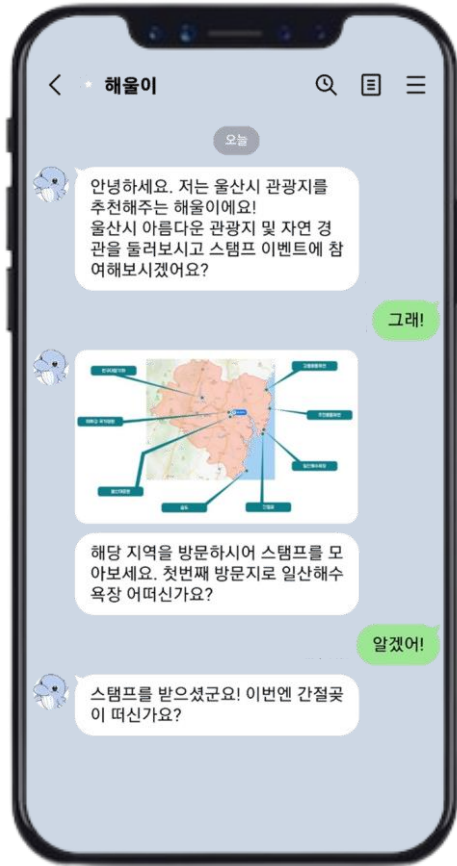 해울이
오늘
안녕하세요. 저는 울산시 관광지를
추천해주는 해울이에요!
울산시 아름다운 관광지 및 자연 경
관을 둘러보시고 스탬프 이벤트에 참
여해보시겠어요?
그래!
해당 지역을 방문하시어 스탬프를 모
아보세요. 첫번째 방문지로 일산해수
욕장 어떠신가요?
알겠어!
스탬프를 받으셨군요! 이번엔 간절곶
이 떠신가요?